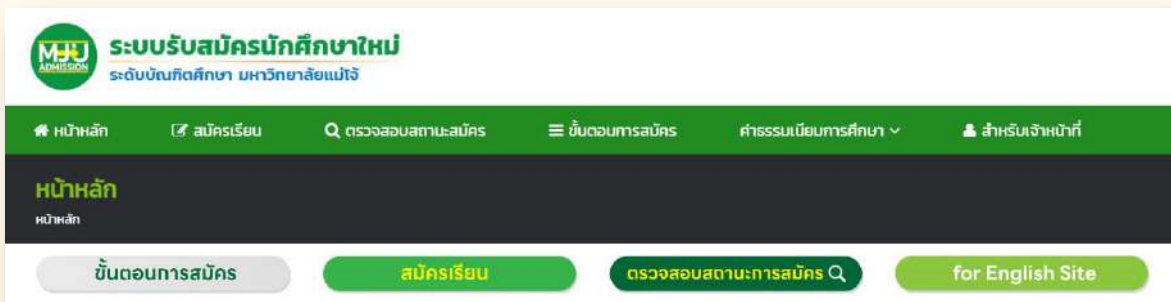 MJU
ADMISSION
ระบบรับสมัครนักศึกษาใหม่
ระดับบัณฑิตศึกษา มหาวิทยาลัยแม่โจ้
หน้าหลัก สมัครเรียน ตรวจสอบสถานะสมัคร ขั้นตอนการสมัคร ค่าธรรมเนียมการศึกษา สำหรับเจ้าหน้าที่
หน้าหลัก
หน้าหลัก
ขั้นตอนการสมัคร สมัครเรียน ตรวจสอบสถานะการสมัคร for English Site